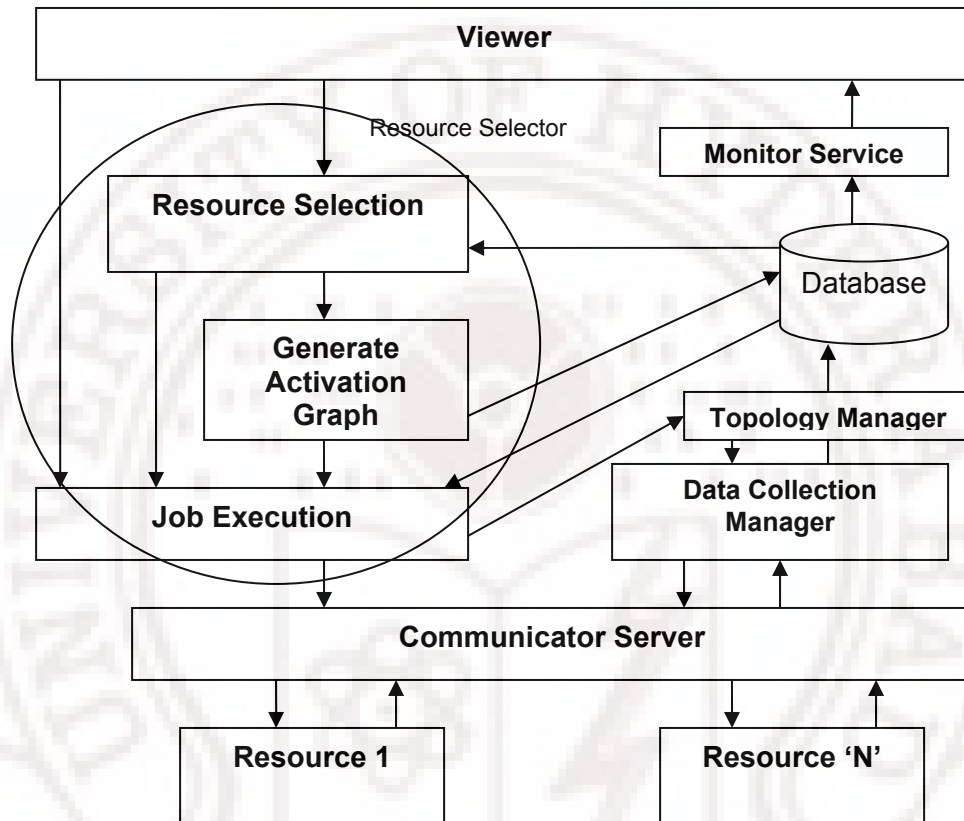 Viewer
Resource Selector
Monitor Service
Resource Selection
Database
Generate
Activation
Graph
Topology Manager
Job Execution
Data Collection
Manager
Communicator Server
Resource 1
Resource ‘N’